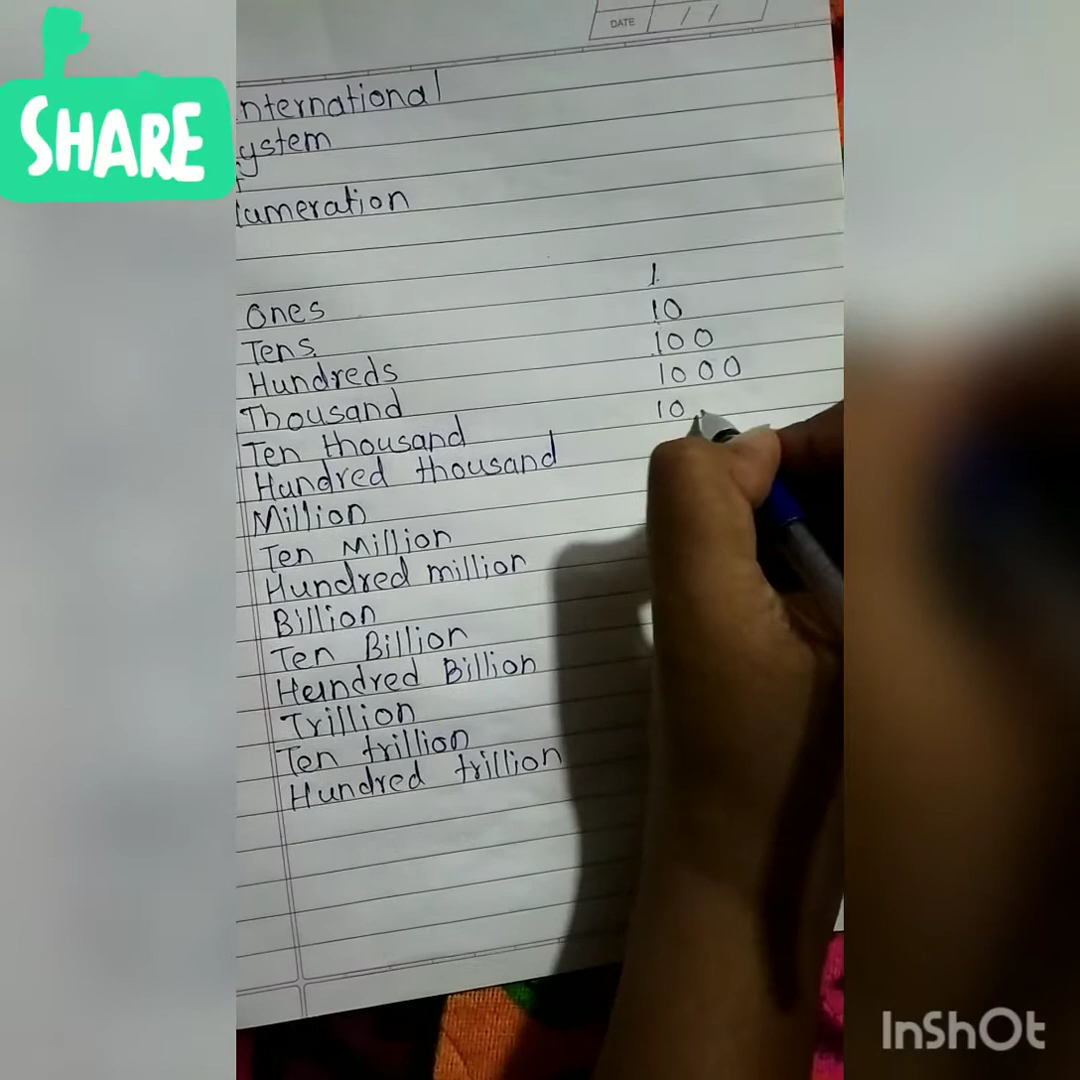 SHARE
DATE / /
nternational
ystem
umeration
Ones 1
Tens 10
Hundreds 100
Thousand 1000
Ten thousand 10
Hundred thousand
Million
Ten Million
Hundred million
Billion
Ten Billion
Hundred Billion
Trillion
Ten trillion
Hundred trillion
InShOt